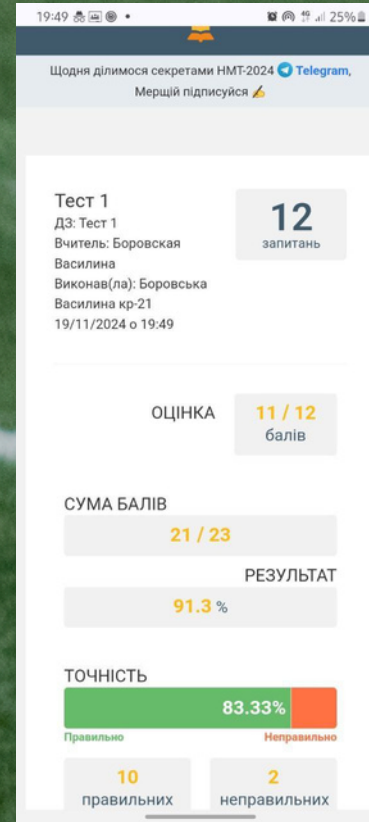 19:49
25%
Щодня ділимося секретами НМТ-2024 Telegram,
Мерщій підписуйся
Тест 1
ДЗ: Тест 1
Вчитель: Боровская
Василина
Виконав(ла): Боровська
Василина кр-21
19/11/2024 о 19:49
12
запитань
ОЦІНКА
11 / 12
балів
СУМА БАЛІВ
21 / 23
РЕЗУЛЬТАТ
91.3 %
ТОЧНІСТЬ
83.33%
Правильно Неправильно
10
правильних
2
неправильних